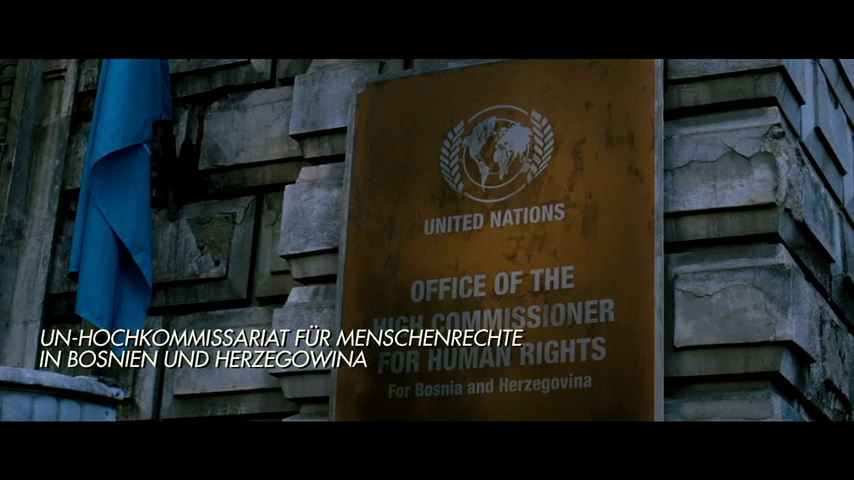 UNITED NATIONS
OFFICE OF THE
HIGH COMMISSIONER
FOR HUMAN RIGHTS
For Bosnia and Herzegovina
UN-HOCHKOMMISSARIAT FÜR MENSCHENRECHTE
IN BOSNIEN UND HERZEGOWINA